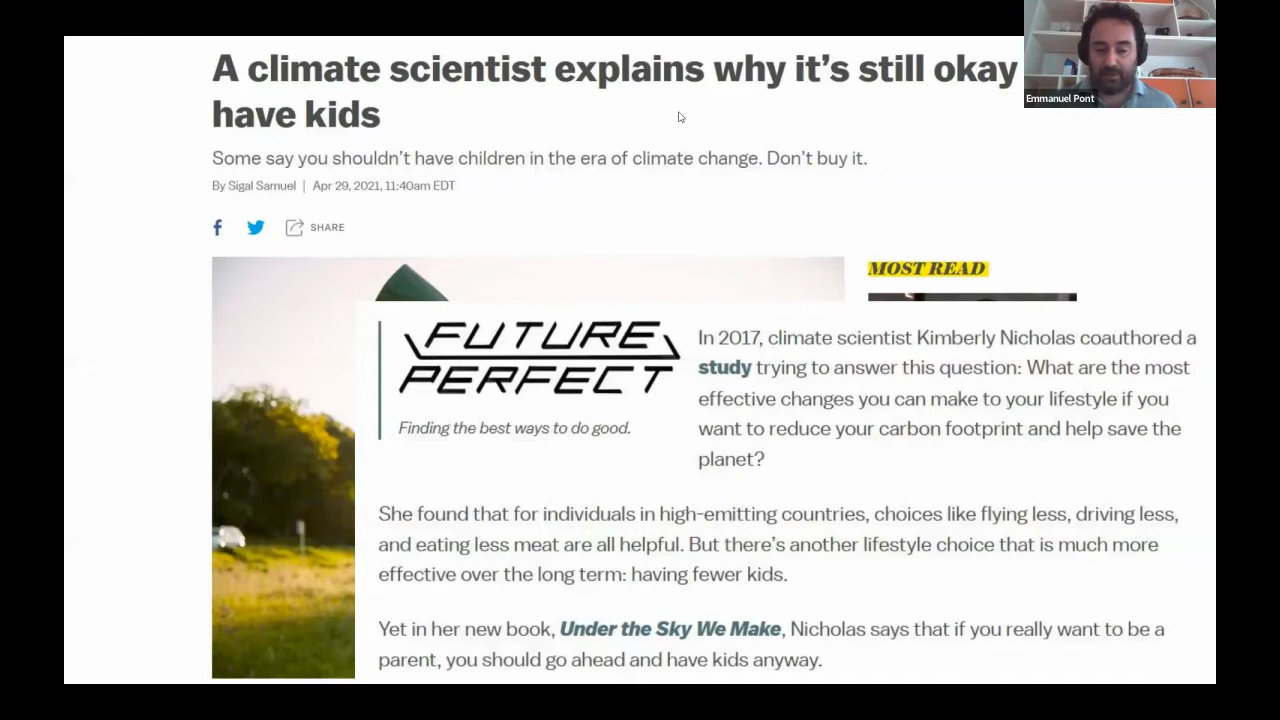 A climate scientist explains why it's still okay
have kids
Emmanuel Pont
Some say you shouldn't have children in the era of climate change. Don't buy it.
By Sigal Samuel | Apr 29, 2021, 11:40am EDT
f SHARE
MOST READ
FUTURE
PERFECT
Finding the best ways to do good.
In 2017, climate scientist Kimberly Nicholas coauthored a
study trying to answer this question: What are the most
effective changes you can make to your lifestyle if you
want to reduce your carbon footprint and help save the
planet?
She found that for individuals in high-emitting countries, choices like flying less, driving less,
and eating less meat are all helpful. But there's another lifestyle choice that is much more
effective over the long term: having fewer kids.
Yet in her new book, Under the Sky We Make, Nicholas says that if you really want to be a
parent, you should go ahead and have kids anyway.